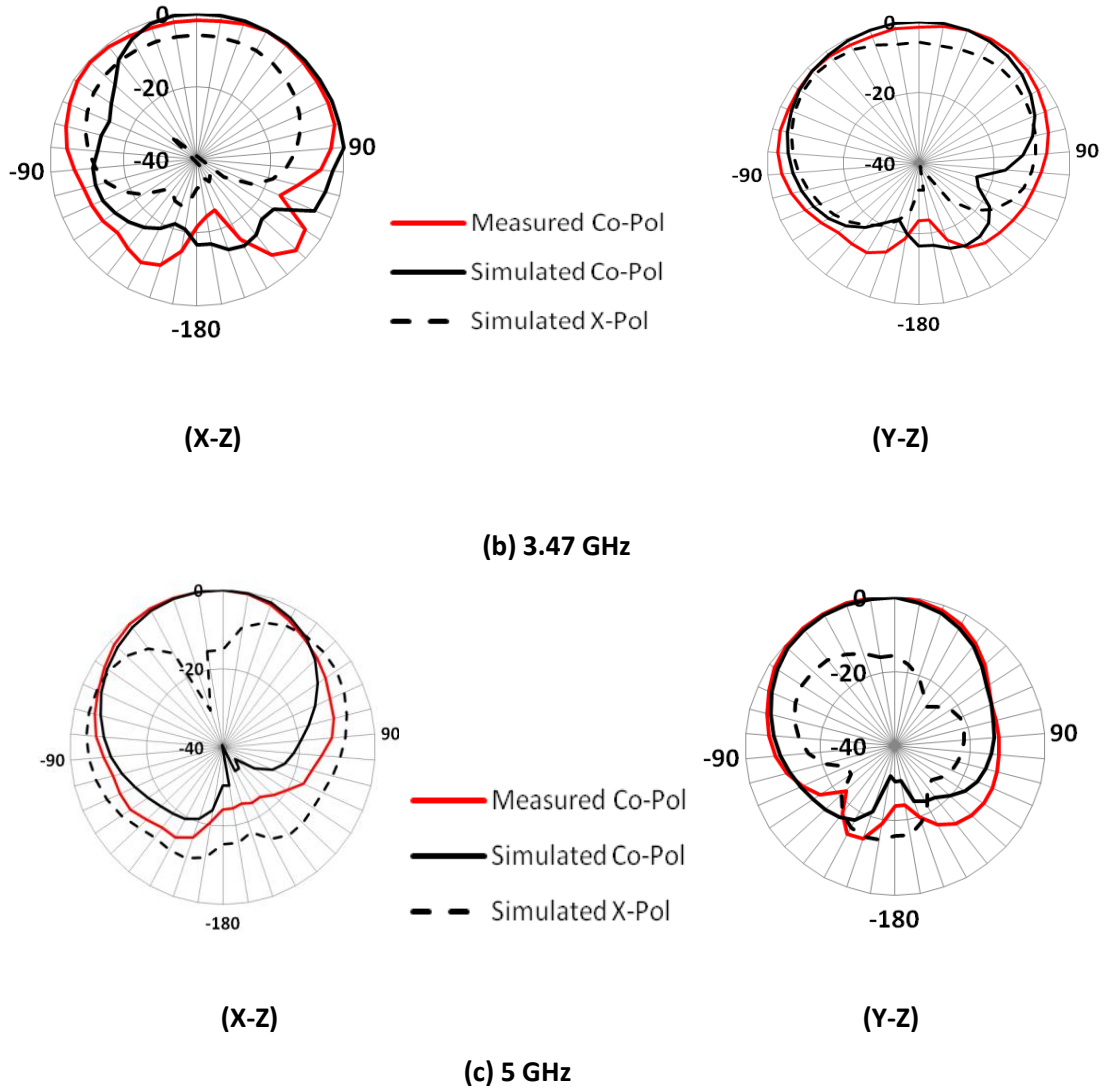 0
-20
-40
-90
90
-180
Measured Co-Pol
Simulated Co-Pol
Simulated X-Pol
0
-20
-40
-90
90
-180
(X-Z)
(Y-Z)
(b) 3.47 GHz
0
-20
-40
-90
90
-180
Measured Co-Pol
Simulated Co-Pol
Simulated X-Pol
0
-20
-40
-90
90
-180
(X-Z)
(Y-Z)
(c) 5 GHz